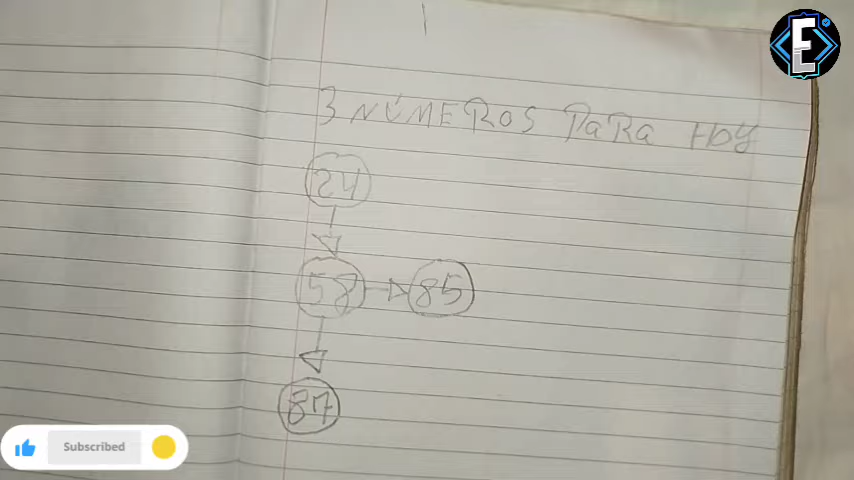 3 NÚMEROS PaRa HOY
24
58 85
87
Subscribed
E